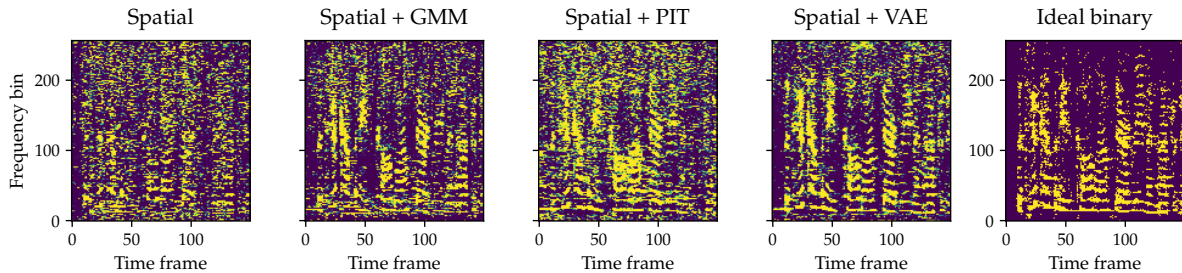 Spatial
Spatial + GMM
Spatial + PIT
Spatial + VAE
Ideal binary
Frequency bin
200
100
0
200
100
0
0 50 100
0 50 100
0 50 100
0 50 100
0 50 100
Time frame
Time frame
Time frame
Time frame
Time frame